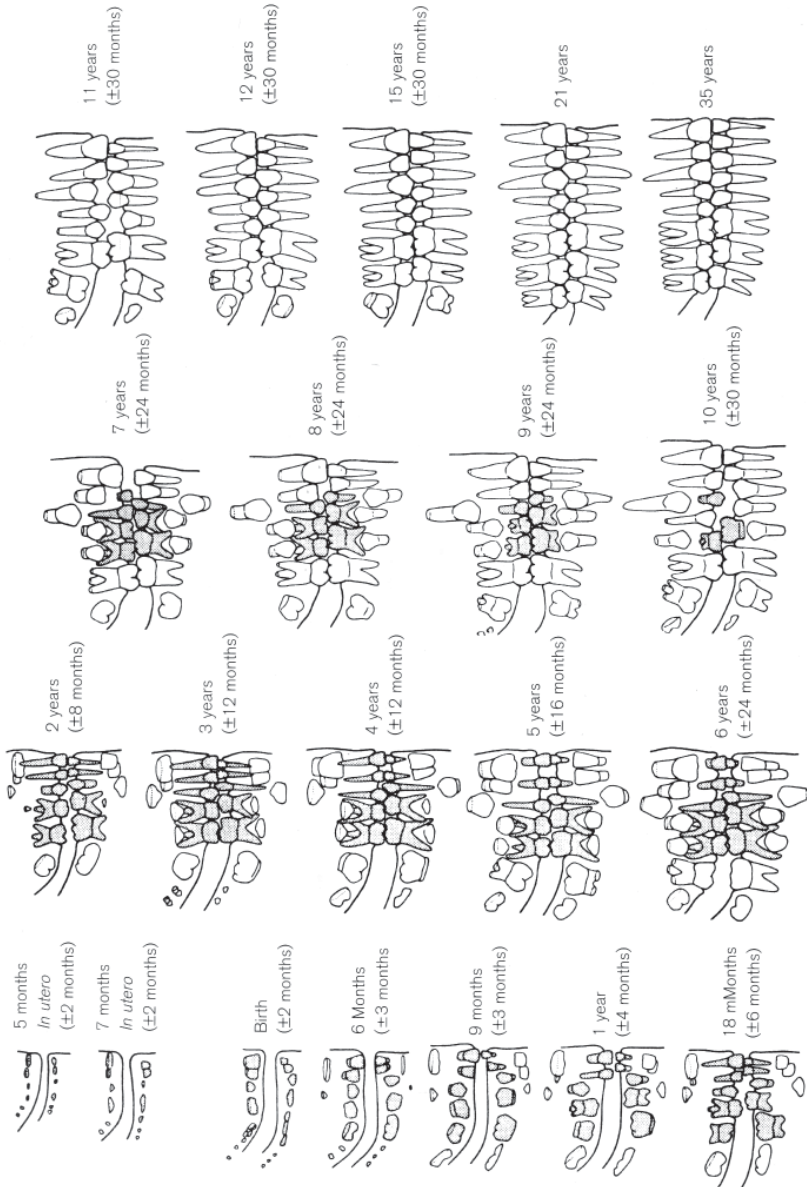 5 months
In utero
(±2 months)
7 months
In utero
(±2 months)
Birth
(±2 months)
6 Months
(±3 months)
9 months
(±3 months)
1 year
(±4 months)
18 mMonths
(±6 months)
2 years
(±8 months)
3 years
(±12 months)
4 years
(±12 months)
5 years
(±16 months)
6 years
(±24 months)
7 years
(±24 months)
8 years
(±24 months)
9 years
(±24 months)
10 years
(±30 months)
11 years
(±30 months)
12 years
(±30 months)
15 years
(±30 months)
21 years
35 years